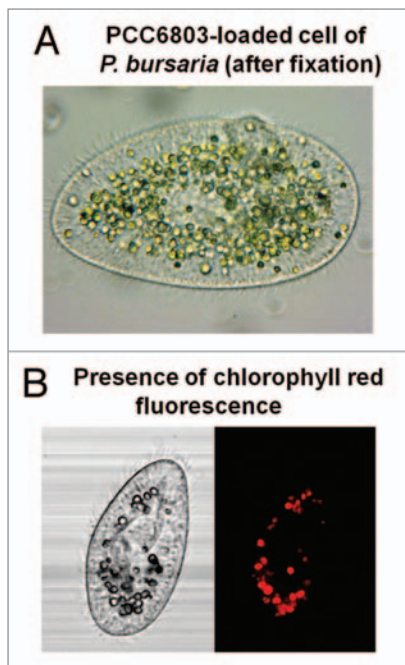 A PCC6803-loaded cell of
P. bursaria (after fixation)
B Presence of chlorophyll red
fluorescence